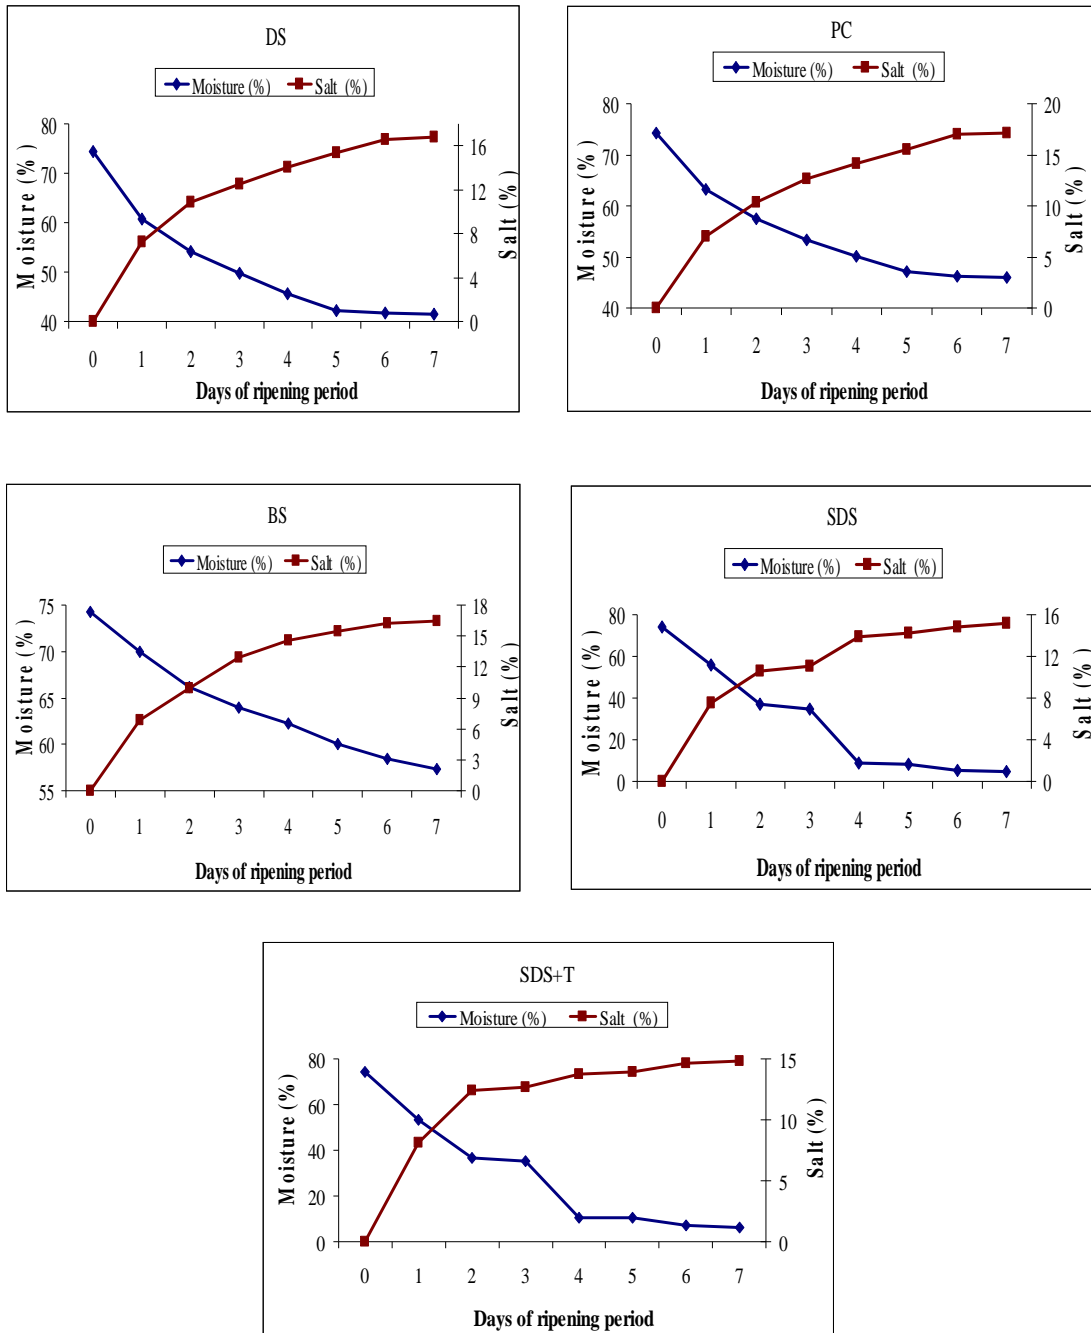 DS
Moisture (%) Salt (%)
80
70
60
50
40
Moisture (%)
16
12
8
4
0
Salt (%)
0 1 2 3 4 5 6 7
Days of ripening period
PC
Moisture (%) Salt (%)
80
70
60
50
40
Moisture (%)
20
15
10
5
0
Salt (%)
0 1 2 3 4 5 6 7
Days of ripening period
BS
Moisture (%) Salt (%)
75
70
65
60
55
Moisture (%)
18
15
12
9
6
3
0
Salt (%)
0 1 2 3 4 5 6 7
Days of ripening period
SDS
Moisture (%) Salt (%)
80
60
40
20
0
Moisture (%)
16
12
8
4
0
Salt (%)
0 1 2 3 4 5 6 7
Days of ripening period
SDS+T
Moisture (%) Salt (%)
80
60
40
20
0
Moisture (%)
15
10
5
0
Salt (%)
0 1 2 3 4 5 6 7
Days of ripening period